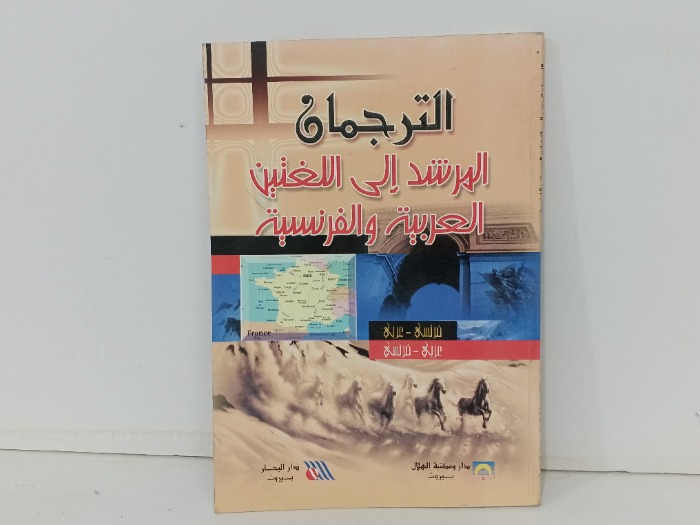 الترجمان
المرشد إلى اللغتين
العربية والفرنسية
France
فرنسي - عربي
عربي - فرنسي
دار ومكتبة الهلال
بيروت
دار البحار
بيروت